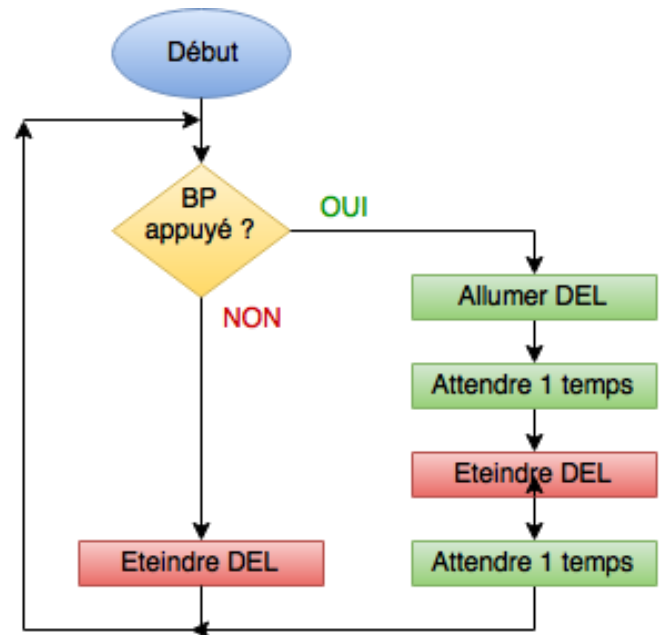 Début
BP
appuyé ?
OUI
NON
Allumer DEL
Attendre 1 temps
Eteindre DEL
Eteindre DEL
Attendre 1 temps